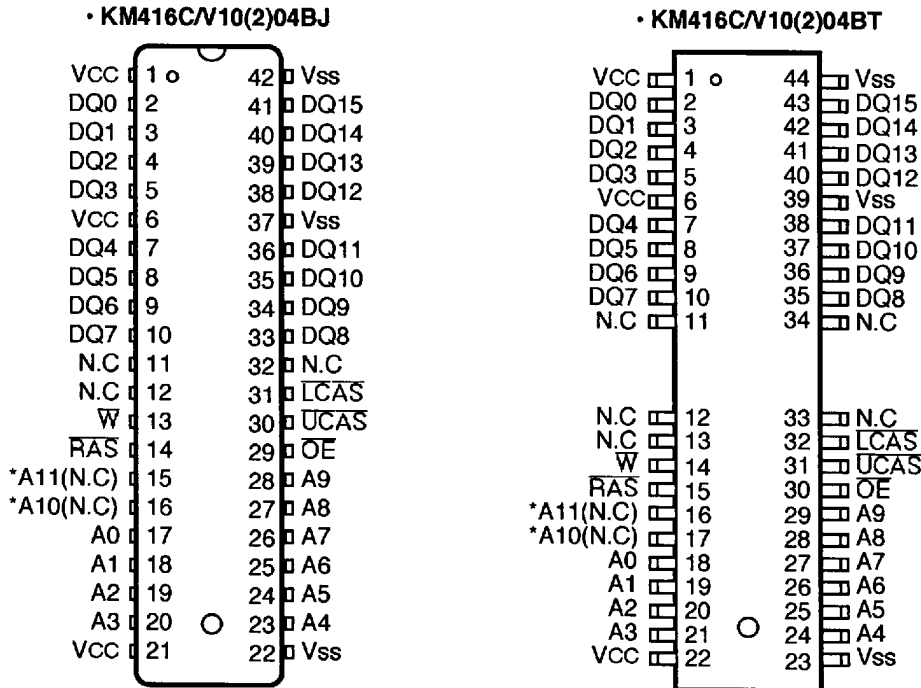 • KM416C/V10(2)04BJ
VCC 1 42 Vss
DQ0 2 41 DQ15
DQ1 3 40 DQ14
DQ2 4 39 DQ13
DQ3 5 38 DQ12
VCC 6 37 Vss
DQ4 7 36 DQ11
DQ5 8 35 DQ10
DQ6 9 34 DQ9
DQ7 10 33 DQ8
N.C 11 32 N.C
N.C 12 31 L̅C̅A̅S̅
W̅ 13 30 U̅C̅A̅S̅
R̅A̅S̅ 14 29 O̅E̅
*A11(N.C) 15 28 A9
*A10(N.C) 16 27 A8
A0 17 26 A7
A1 18 25 A6
A2 19 24 A5
A3 20 23 A4
VCC 21 22 Vss
• KM416C/V10(2)04BT
VCC 1 44 Vss
DQ0 2 43 DQ15
DQ1 3 42 DQ14
DQ2 4 41 DQ13
DQ3 5 40 DQ12
VCC 6 39 Vss
DQ4 7 38 DQ11
DQ5 8 37 DQ10
DQ6 9 36 DQ9
DQ7 10 35 DQ8
N.C 11 34 N.C
N.C 12 33 N.C
N.C 13 32 L̅C̅A̅S̅
W̅ 14 31 U̅C̅A̅S̅
R̅A̅S̅ 15 30 O̅E̅
*A11(N.C) 16 29 A9
*A10(N.C) 17 28 A8
A0 18 27 A7
A1 19 26 A6
A2 20 25 A5
A3 21 24 A4
VCC 22 23 Vss